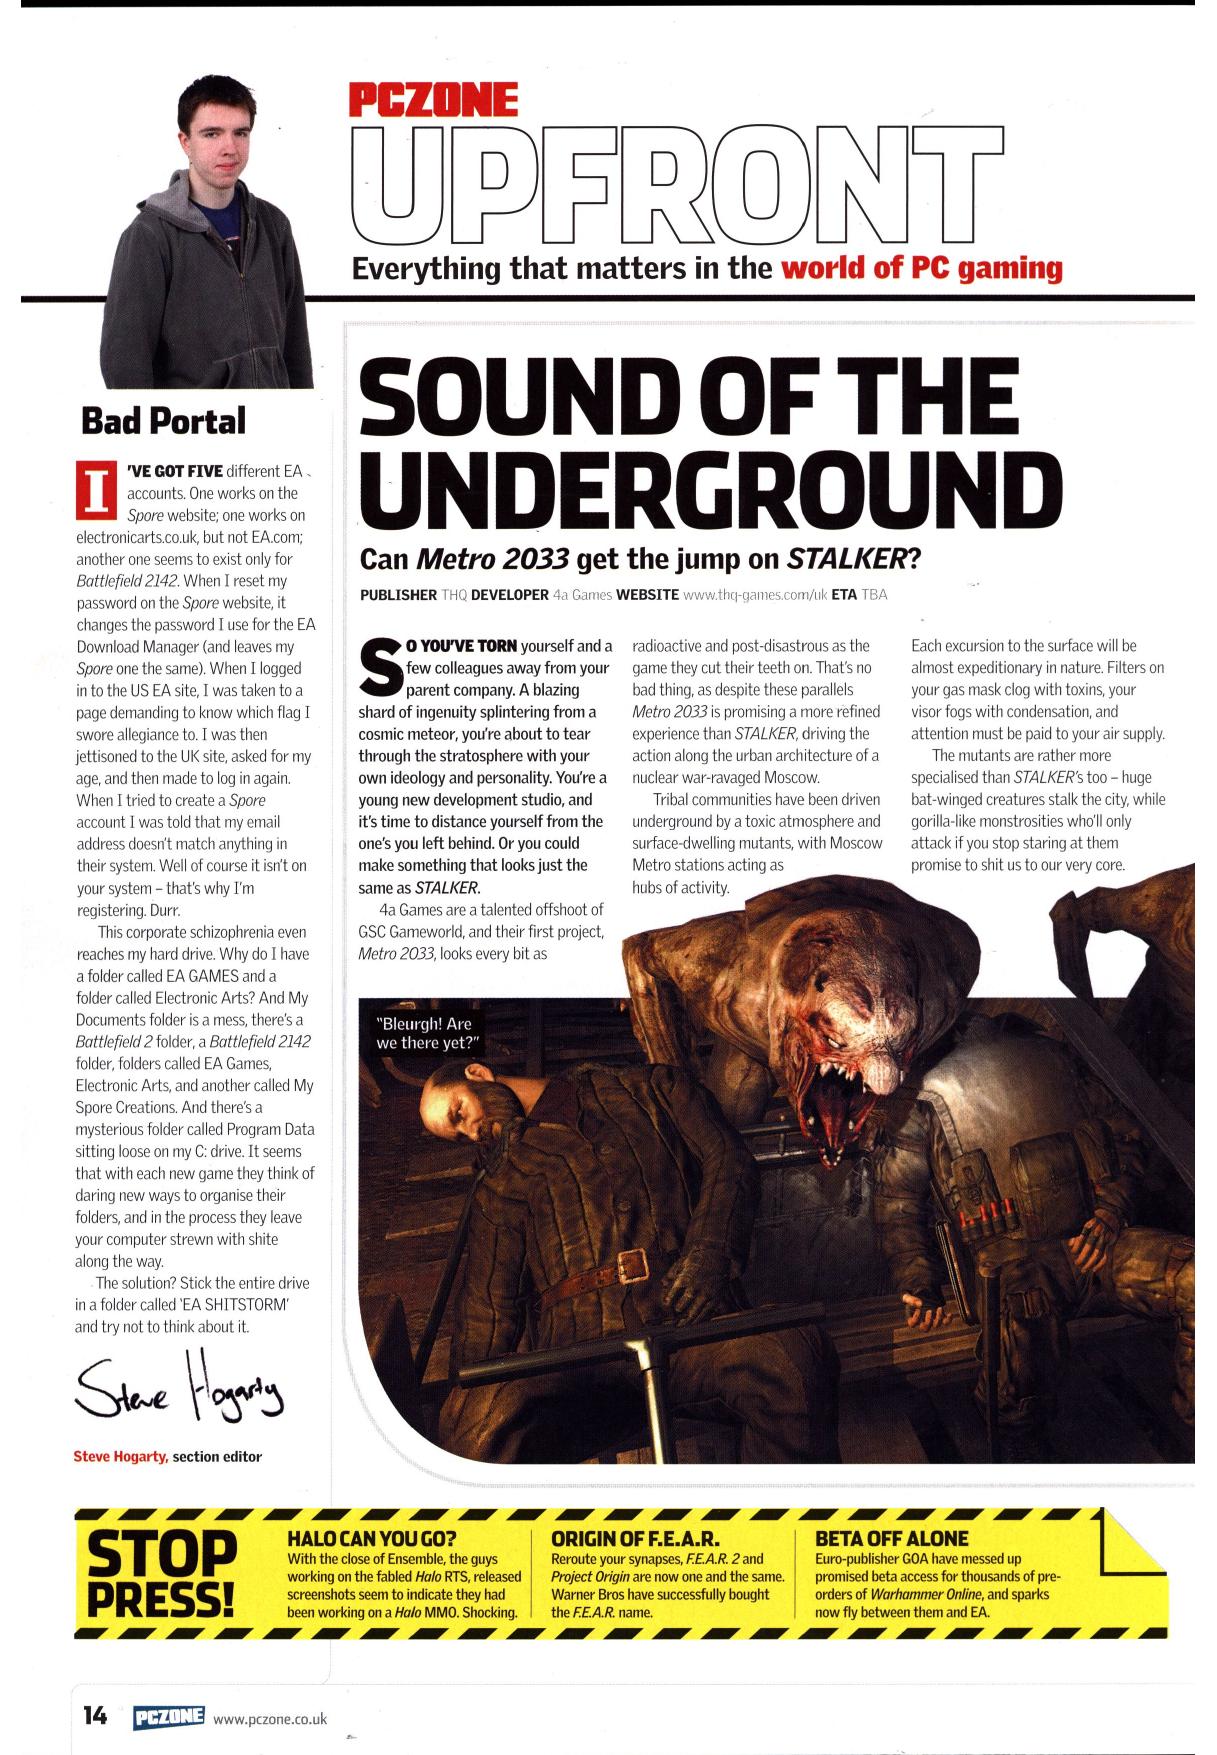 PCZONE
UPFRONT
Everything that matters in the world of PC gaming
Bad Portal
I'VE GOT FIVE different EA
accounts. One works on the
Spore website; one works on
electronicarts.co.uk, but not EA.com;
another one seems to exist only for
Battlefield 2142. When I reset my
password on the Spore website, it
changes the password I use for the EA
Download Manager (and leaves my
Spore one the same). When I logged
in to the US EA site, I was taken to a
page demanding to know which flag I
swore allegiance to. I was then
jettisoned to the UK site, asked for my
age, and then made to log in again.
When I tried to create a Spore
account I was told that my email
address doesn't match anything in
their system. Well of course it isn't on
your system – that's why I'm
registering. Durr.
This corporate schizophrenia even
reaches my hard drive. Why do I have
a folder called EA GAMES and a
folder called Electronic Arts? And My
Documents folder is a mess, there's a
Battlefield 2 folder, a Battlefield 2142
folder, folders called EA Games,
Electronic Arts, and another called My
Spore Creations. And there's a
mysterious folder called Program Data
sitting loose on my C: drive. It seems
that with each new game they think of
daring new ways to organise their
folders, and in the process they leave
your computer strewn with shite
along the way.
The solution? Stick the entire drive
in a folder called 'EA SHITSTORM'
and try not to think about it.
Steve Hogarty
Steve Hogarty, section editor
SOUND OF THE
UNDERGROUND
Can Metro 2033 get the jump on STALKER?
PUBLISHER THQ DEVELOPER 4a Games WEBSITE www.thq-games.com/uk ETA TBA
SO YOU'VE TORN yourself and a
few colleagues away from your
parent company. A blazing
shard of ingenuity splintering from a
cosmic meteor, you're about to tear
through the stratosphere with your
own ideology and personality. You're a
young new development studio, and
it's time to distance yourself from the
one's you left behind. Or you could
make something that looks just the
same as STALKER.
4a Games are a talented offshoot of
GSC Gameworld, and their first project,
Metro 2033, looks every bit as
radioactive and post-disastrous as the
game they cut their teeth on. That's no
bad thing, as despite these parallels
Metro 2033 is promising a more refined
experience than STALKER, driving the
action along the urban architecture of a
nuclear war-ravaged Moscow.
Tribal communities have been driven
underground by a toxic atmosphere and
surface-dwelling mutants, with Moscow
Metro stations acting as
hubs of activity.
Each excursion to the surface will be
almost expeditionary in nature. Filters on
your gas mask clog with toxins, your
visor fogs with condensation, and
attention must be paid to your air supply.
The mutants are rather more
specialised than STALKER's too – huge
bat-winged creatures stalk the city, while
gorilla-like monstrosities who'll only
attack if you stop staring at them
promise to shit us to our very core.
"Bleurgh! Are
we there yet?"
STOP
PRESS!
HALO CAN YOU GO?
With the close of Ensemble, the guys
working on the fabled Halo RTS, released
screenshots seem to indicate they had
been working on a Halo MMO. Shocking.
ORIGIN OF F.E.A.R.
Reroute your synapses, F.E.A.R. 2 and
Project Origin are now one and the same.
Warner Bros have successfully bought
the F.E.A.R. name.
BETA OFF ALONE
Euro-publisher GOA have messed up
promised beta access for thousands of pre-
orders of Warhammer Online, and sparks
now fly between them and EA.
14 PCZONE www.pczone.co.uk